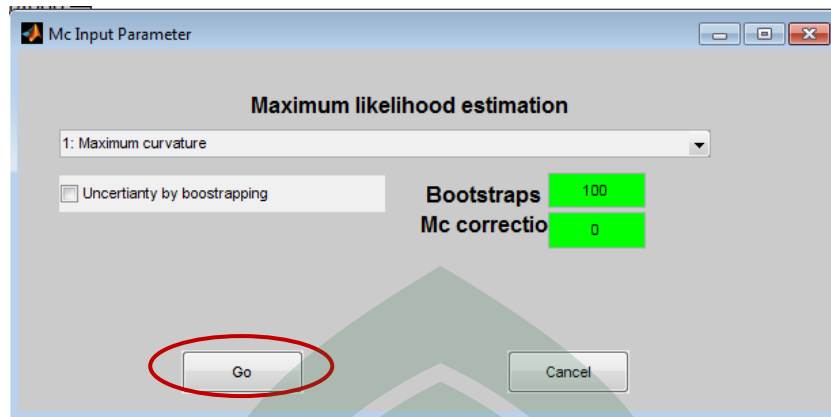 Mc Input Parameter
Maximum likelihood estimation
1: Maximum curvature
Uncertianty by boostrapping
Bootstraps 100
Mc correctio 0
Go Cancel